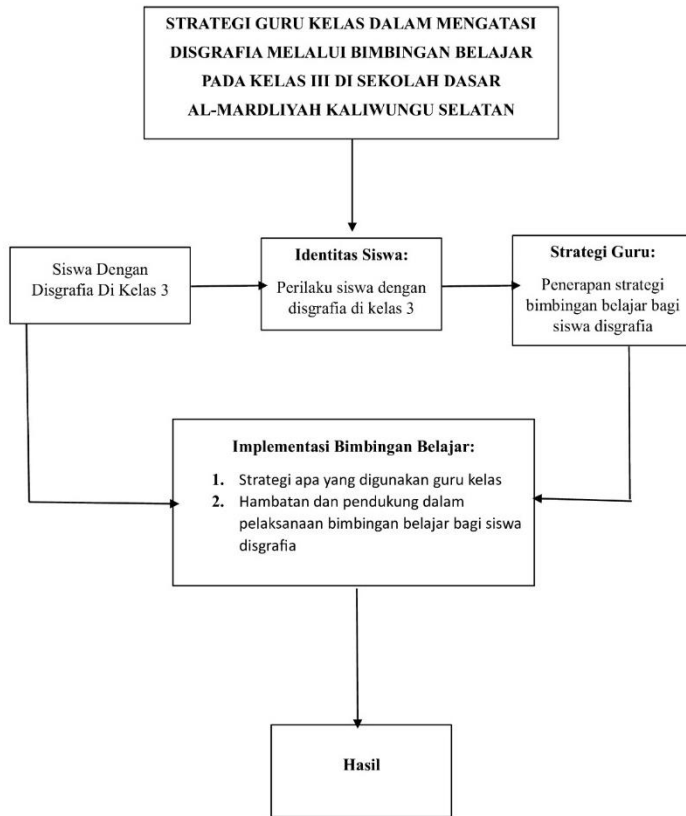 STRATEGI GURU KELAS DALAM MENGATASI
DISGRAFIA MELALUI BIMBINGAN BELAJAR
PADA KELAS III DI SEKOLAH DASAR
AL-MARDLIYAH KALIWUNGU SELATAN
Siswa Dengan
Disgrafia Di Kelas 3
Identitas Siswa:
Perilaku siswa dengan
disgrafia di kelas 3
Strategi Guru:
Penerapan strategi
bimbingan belajar bagi
siswa disgrafia
Implementasi Bimbingan Belajar:
1. Strategi apa yang digunakan guru kelas
2. Hambatan dan pendukung dalam
pelaksanaan bimbingan belajar bagi siswa
disgrafia
Hasil